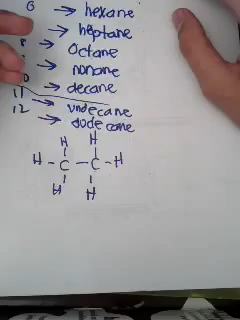 6 → hexane
→ heptane
8 → Octane
→ nonane
→ decane
11 → undecane
12 → dodecane
H H
H - C - C - H
H H